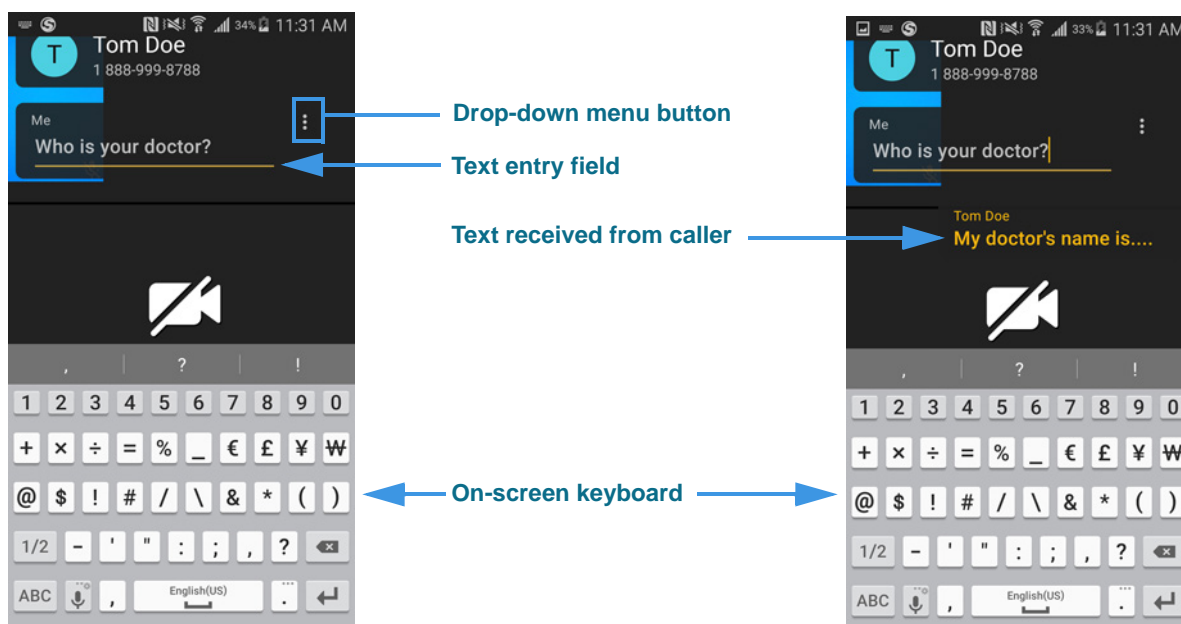 34% 11:31 AM
Tom Doe
T
1 888-999-8788
Me
Who is your doctor?
, ? !
1 2 3 4 5 6 7 8 9 0
+ × ÷ = % _ € £ ¥ ₩
@ $ ! # / \ & * ( )
1/2 - ' " : ; , ?
ABC , English(US) .
Drop-down menu button
Text entry field
Text received from caller
On-screen keyboard
33% 11:31 AM
Tom Doe
T
1 888-999-8788
Me
Who is your doctor?
Tom Doe
My doctor's name is....
, ? !
1 2 3 4 5 6 7 8 9 0
+ × ÷ = % _ € £ ¥ ₩
@ $ ! # / \ & * ( )
1/2 - ' " : ; , ?
ABC , English(US) .